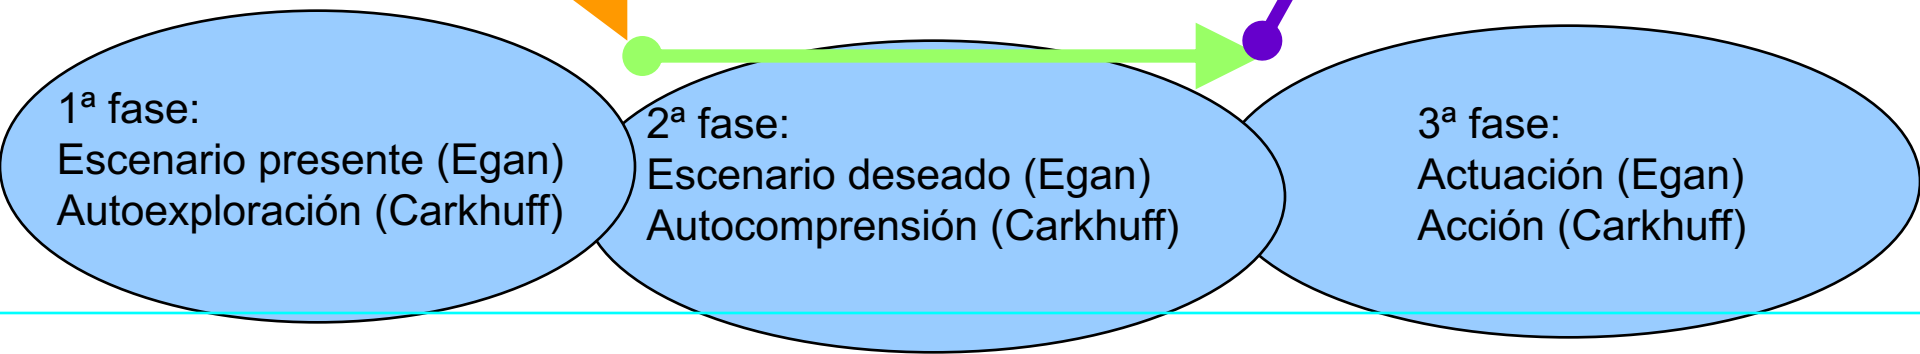 1ª fase:
Escenario presente (Egan)
Autoexploración (Carkhuff)
2ª fase:
Escenario deseado (Egan)
Autocomprensión (Carkhuff)
3ª fase:
Actuación (Egan)
Acción (Carkhuff)